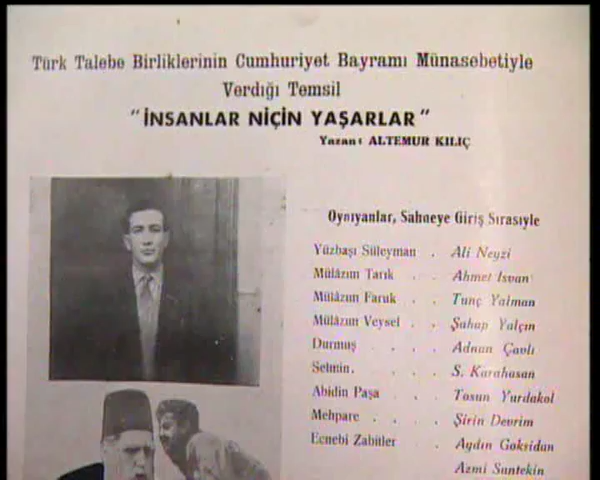 Türk Talebe Birliklerinin Cumhuriyet Bayramı Münasebetiyle
Verdiği Temsil
"İNSANLAR NİÇİN YAŞARLAR"
Yazan: ALTEMUR KILIÇ
Oynıyanlar, Sahneye Giriş Sırasiyle
Yüzbaşı Süleyman . Ali Neyzi
Mülâzım Tarık . . Ahmet Isvan
Mülâzım Faruk . . Tunç Yalman
Mülâzım Veysel . . Şahap Yalçın
Durmuş . . . Adnan Çavlı
Selmin. . . . S. Karahasan
Abidin Paşa . . Tosun Yurdakol
Mehpare . . . . Şirin Devrim
Ecnebi Zabitler . Aydın Goksidan
Azmi Santekin